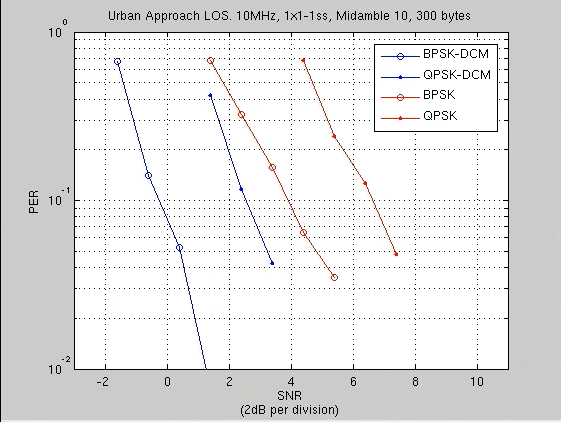 Urban Approach LOS. 10MHz, 1x1-1ss, Midamble 10, 300 bytes
10^0
BPSK-DCM
QPSK-DCM
BPSK
QPSK
PER
10^-1
10^-2
-2 0 2 4 6 8 10
SNR
(2dB per division)